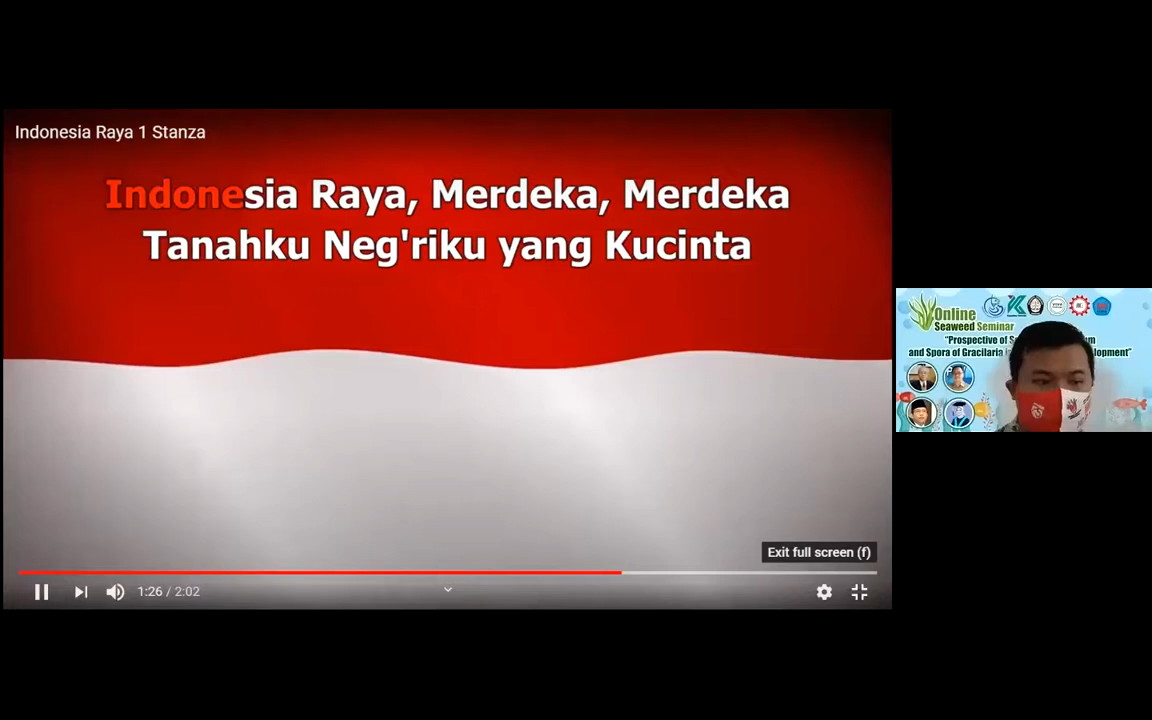 Indonesia Raya 1 Stanza
Indonesia Raya, Merdeka, Merdeka
Tanahku Neg'riku yang Kucinta
Exit full screen (f)
1:26 / 2:02
Online
Seaweed Seminar
"Prospective of
and Spora of Gracilaria